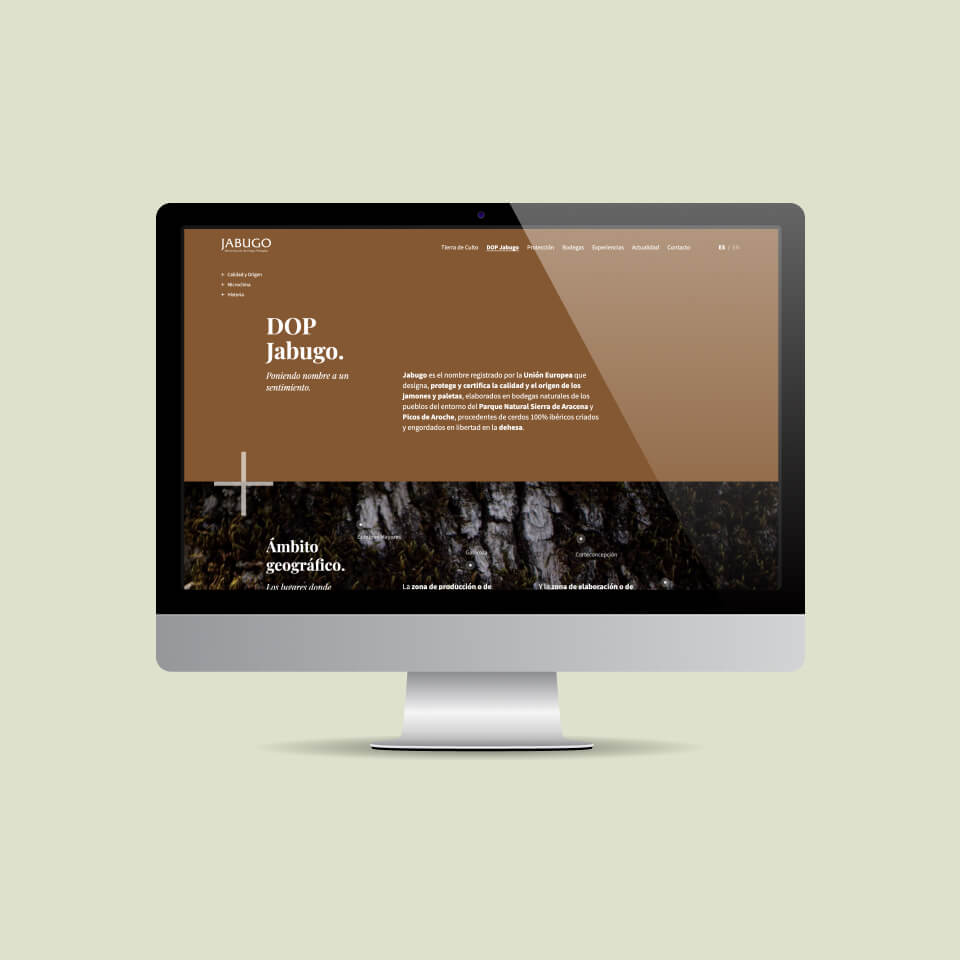 JABUGO
Tierra de Culto DOP Jabugo Protección Bodegas Experiencias Actualidad Contacto ES / EN
+ Calidad y Origen
+ Microclima
+ Historia
DOP
Jabugo.
Poniendo nombre a un
sentimiento.
Jabugo es el nombre registrado por la Unión Europea que
designa, protege y certifica la calidad y el origen de los
jamones y paletas, elaborados en bodegas naturales de los
pueblos del entorno del Parque Natural Sierra de Aracena y
Picos de Aroche, procedentes de cerdos 100% ibéricos criados
y engordados en libertad en la dehesa.
Cumbres Mayores
Galaroza
Corteconcepción
Ámbito
geográfico.
Los lugares donde
La zona de producción o de
Y la zona de elaboración o de